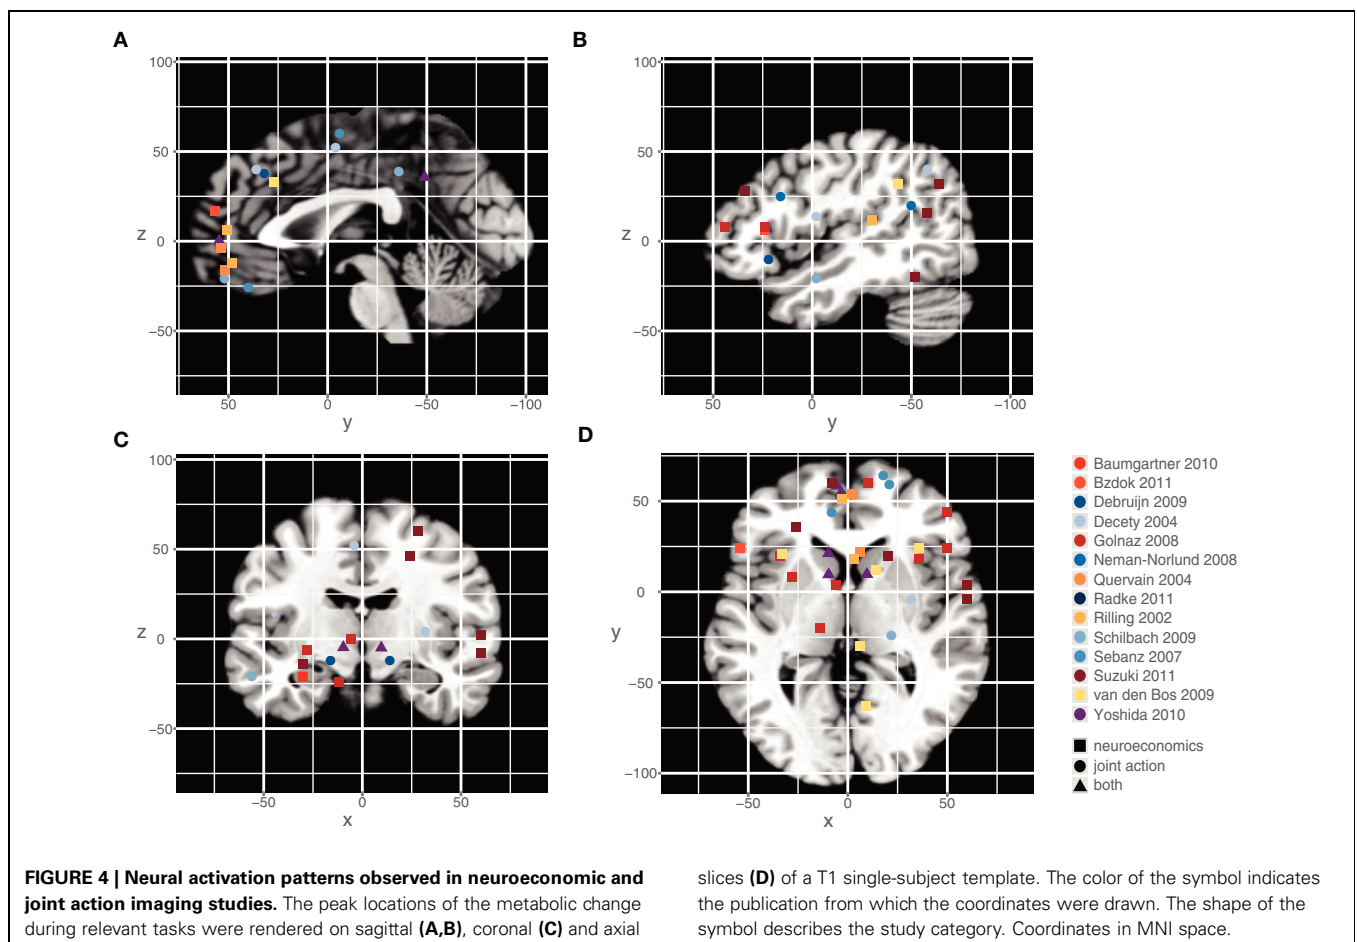 A
100
50
0
−50
z
50
0
−50
−100
y
B
100
50
0
−50
z
50
0
−50
−100
y
C
100
50
0
−50
z
−50
0
50
x
D
50
0
−50
−100
y
−50
0
50
x
Baumgartner 2010
Bzdok 2011
Debruijn 2009
Decety 2004
Golnaz 2008
Neman-Norlund 2008
Quervain 2004
Radke 2011
Rilling 2002
Schilbach 2009
Sebanz 2007
Suzuki 2011
van den Bos 2009
Yoshida 2010
neuroeconomics
joint action
both
FIGURE 4 | Neural activation patterns observed in neuroeconomic and
joint action imaging studies. The peak locations of the metabolic change
during relevant tasks were rendered on sagittal (A,B), coronal (C) and axial
slices (D) of a T1 single-subject template. The color of the symbol indicates
the publication from which the coordinates were drawn. The shape of the
symbol describes the study category. Coordinates in MNI space.